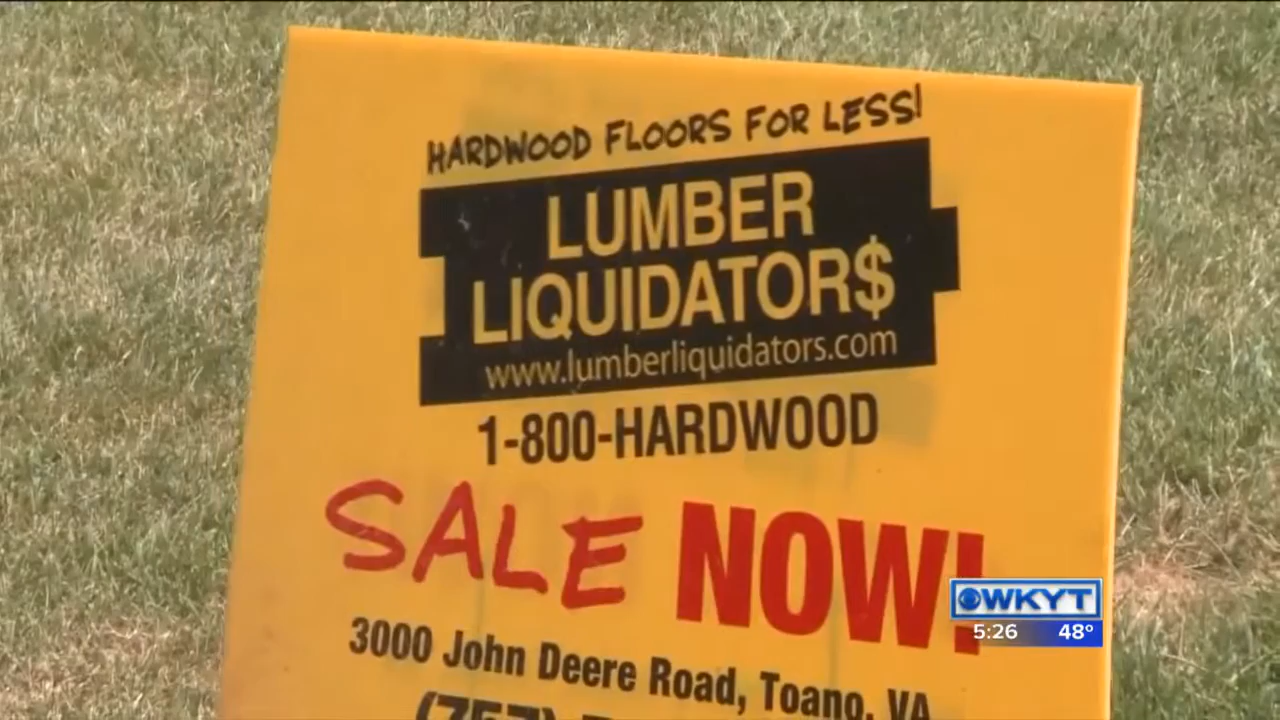 HARDWOOD FLOORS FOR LESS!
LUMBER
LIQUIDATOR$
www.lumberliquidators.com
1-800-HARDWOOD
SALE NOW!
3000 John Deere Road, Toano, VA
(757)
WKYT
5:26 48°